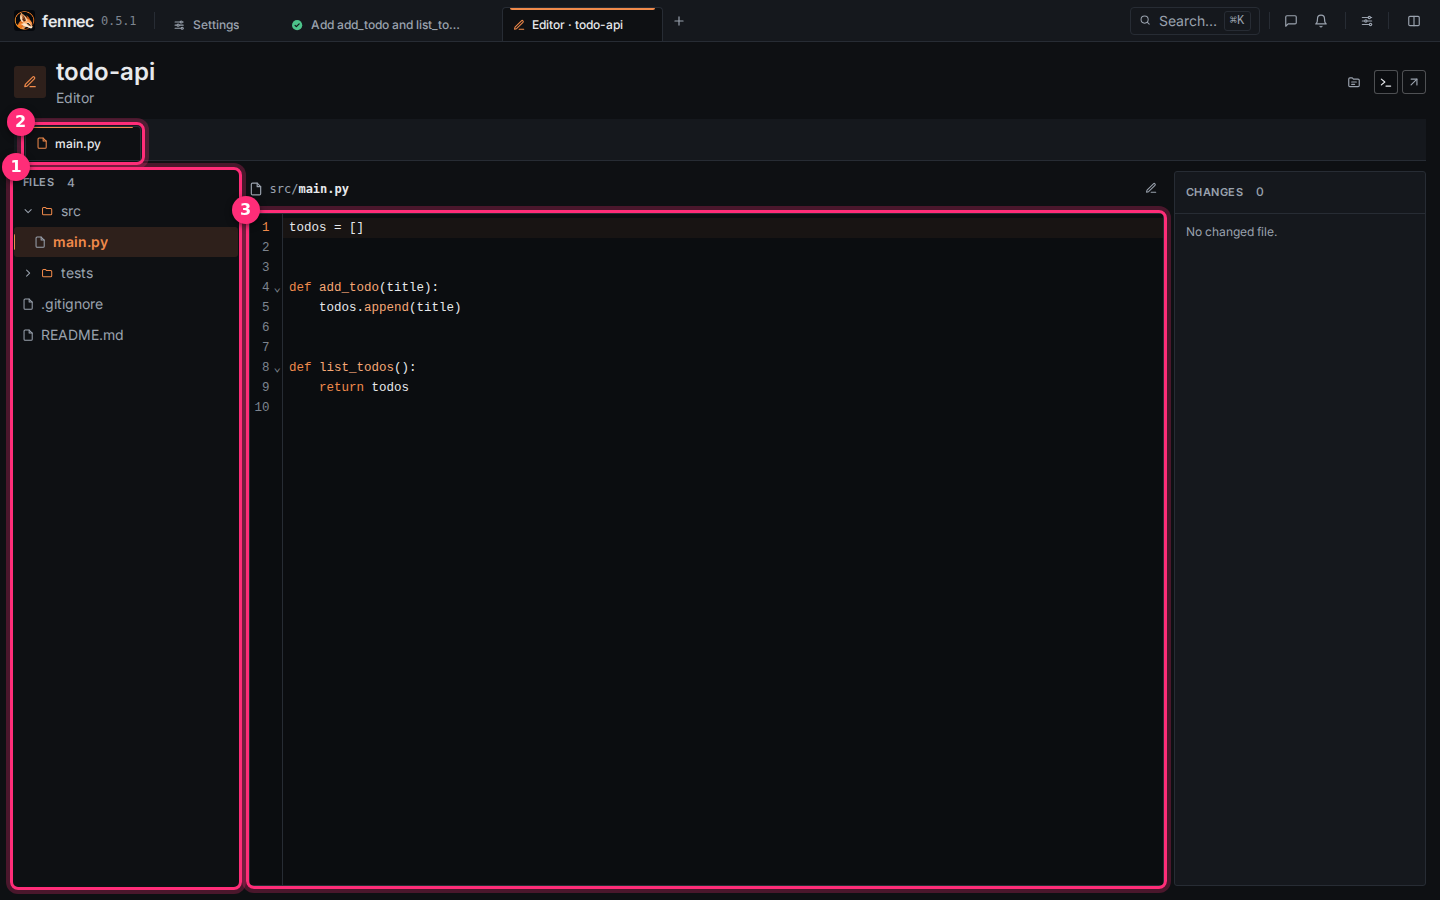 fennec 0.5.1
Settings
Add add_todo and list_to...
Editor · todo-api
Search... ⌘K
todo-api
Editor
2
main.py
1
FILES 4
src
main.py
tests
.gitignore
README.md
src/main.py
3
1 todos = []
2
3
4 def add_todo(title):
5     todos.append(title)
6
7
8 def list_todos():
9     return todos
10
CHANGES 0
No changed file.